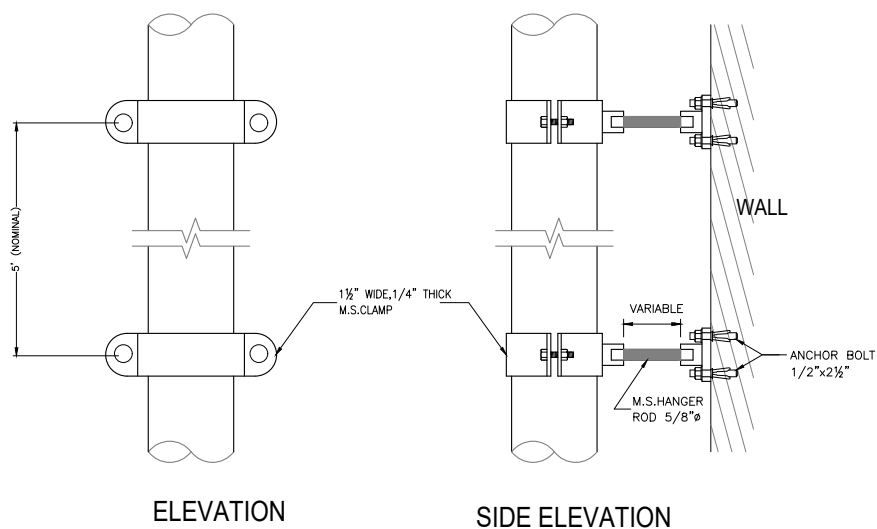 5' (NOMINAL)
1½" WIDE,1/4" THICK
M.S.CLAMP
ELEVATION
WALL
VARIABLE
M.S.HANGER
ROD 5/8"ø
ANCHOR BOLT
1/2"x2½"
SIDE ELEVATION